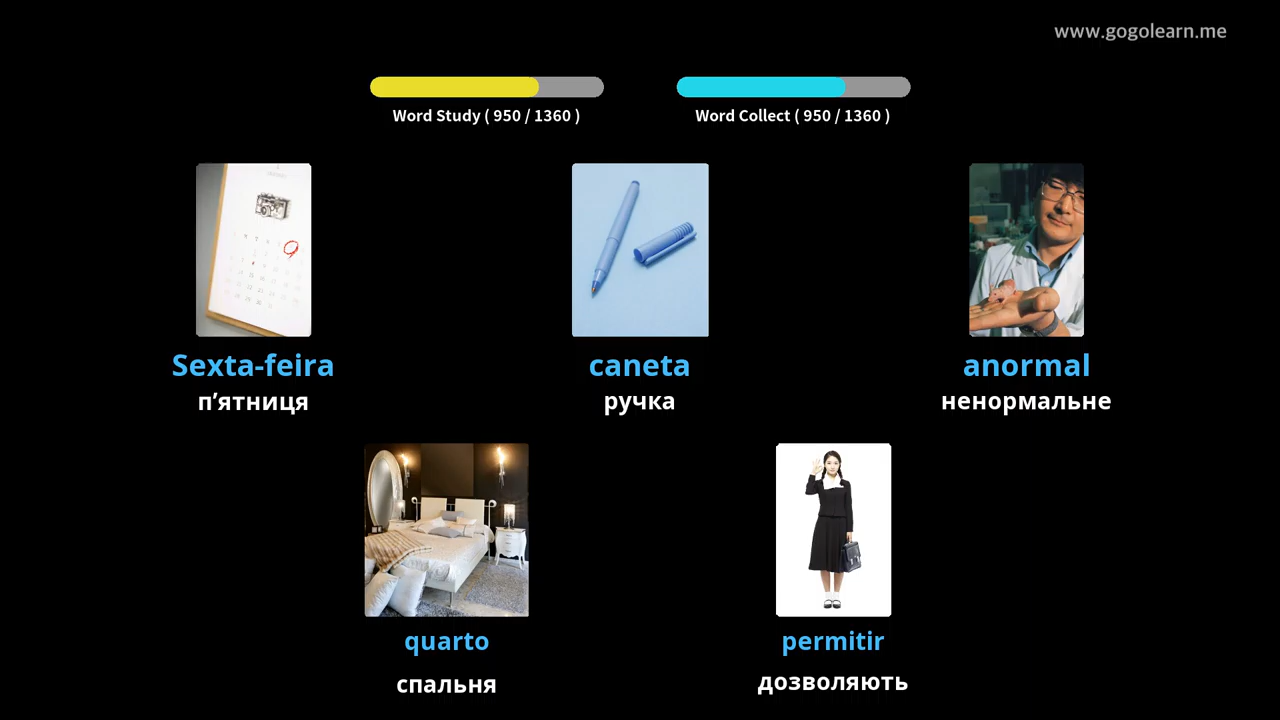 www.gogolearn.me
Word Study ( 950 / 1360 )
Word Collect ( 950 / 1360 )
Sexta-feira
п’ятниця
caneta
ручка
anormal
ненормальне
quarto
спальня
permitir
дозволяють